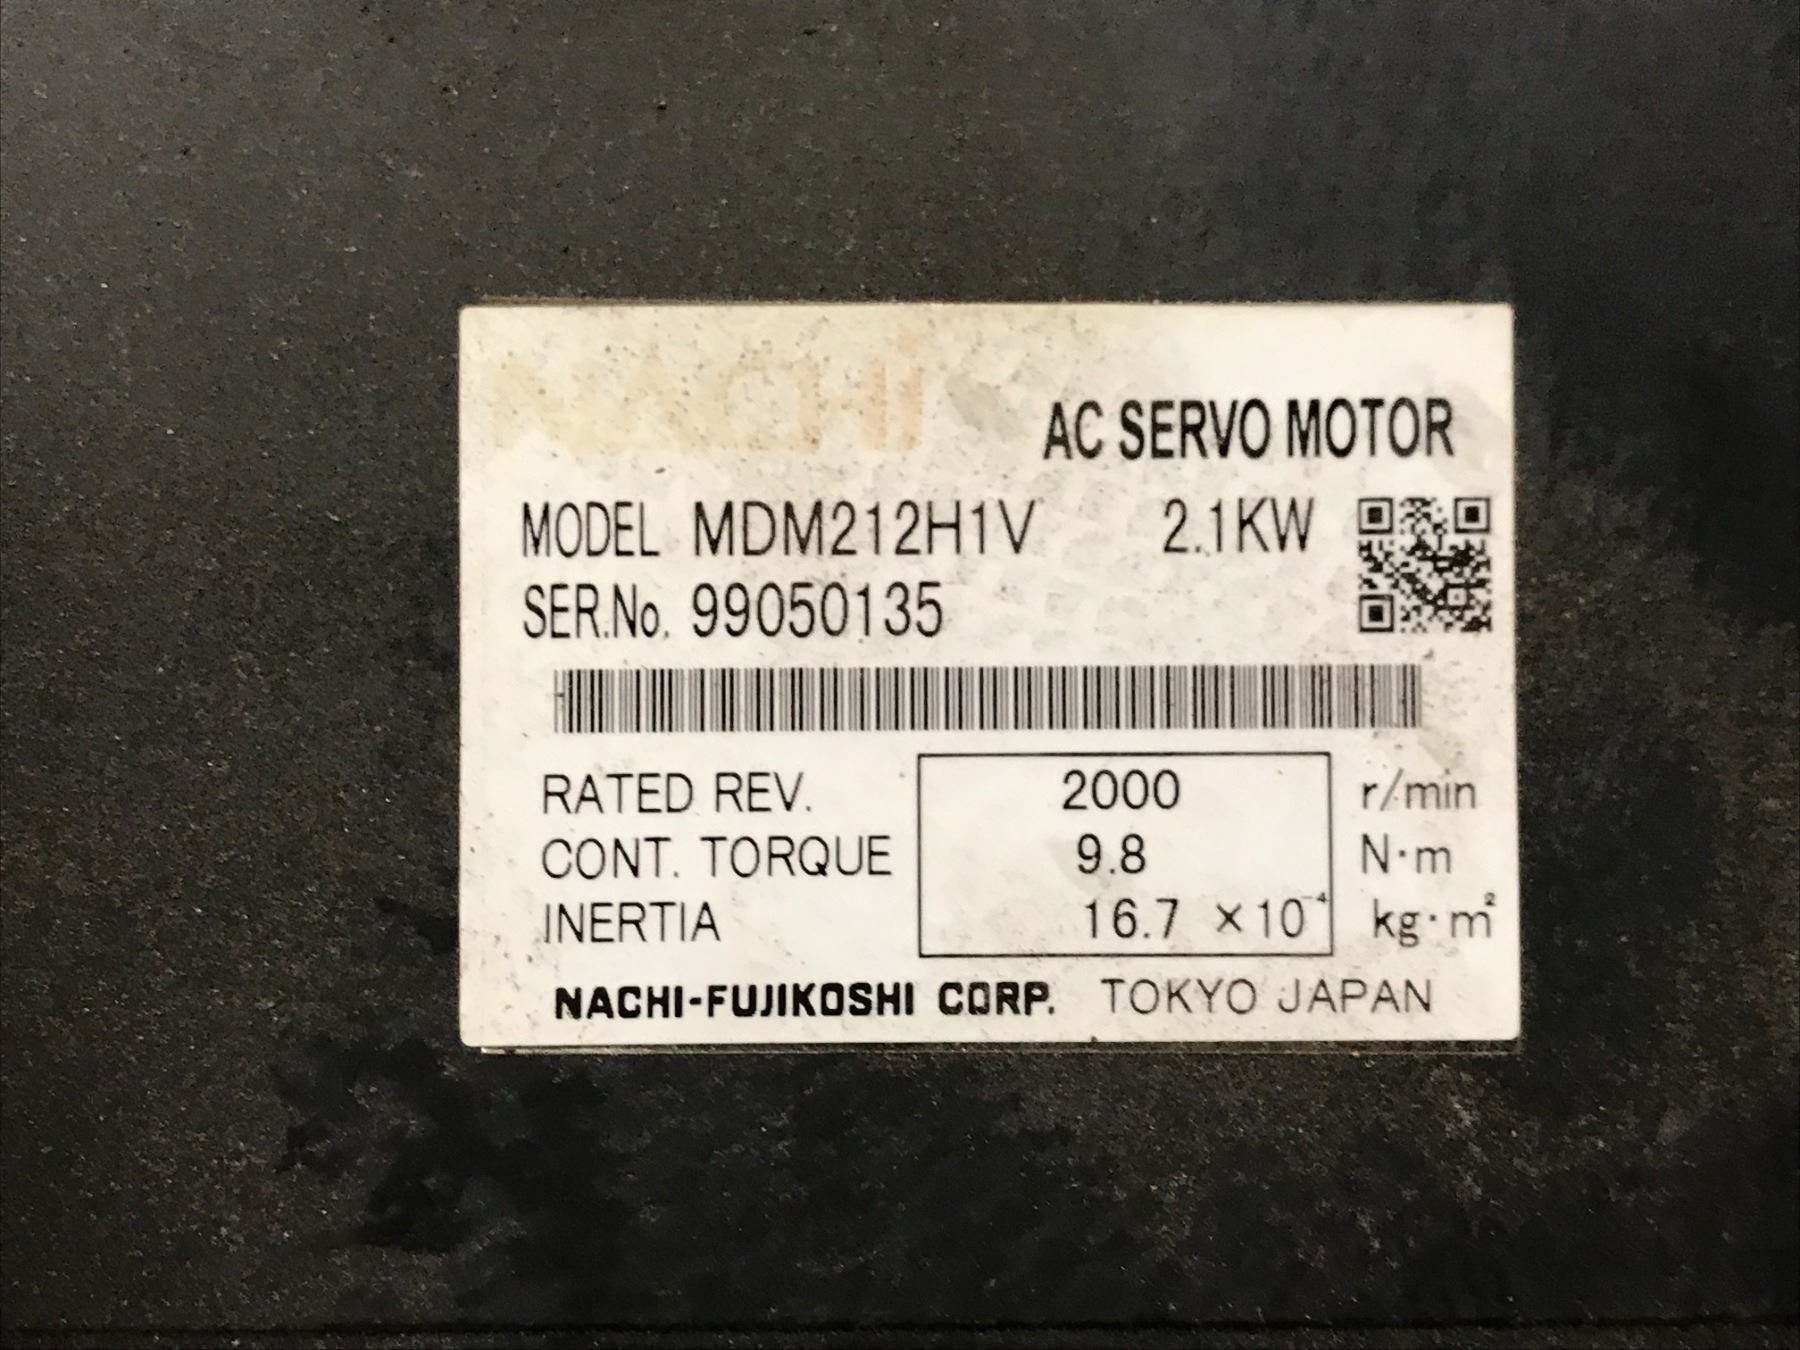 NACHI
AC SERVO MOTOR
MODEL MDM212H1V 2.1KW
SER.No. 99050135
RATED REV. 2000 r/min
CONT. TORQUE 9.8 N·m
INERTIA 16.7 ×10⁻⁴ kg·m²
NACHI-FUJIKOSHI CORP. TOKYO JAPAN